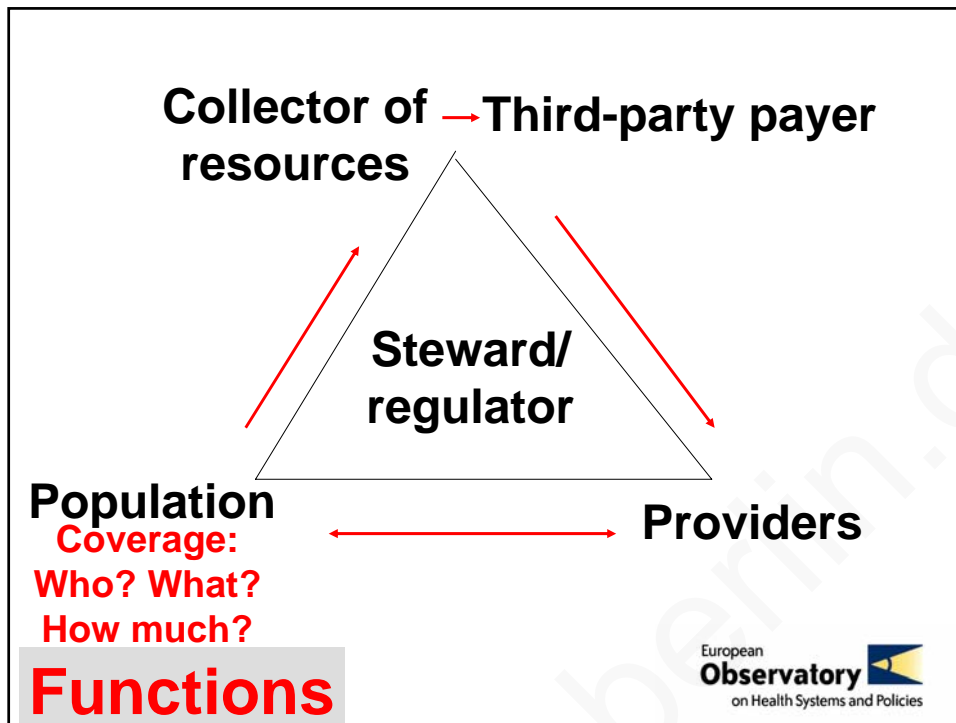 Collector of
resources
Third-party payer
Steward/
regulator
Population
Coverage:
Who? What?
How much?
Providers
Functions
European
Observatory
on Health Systems and Policies